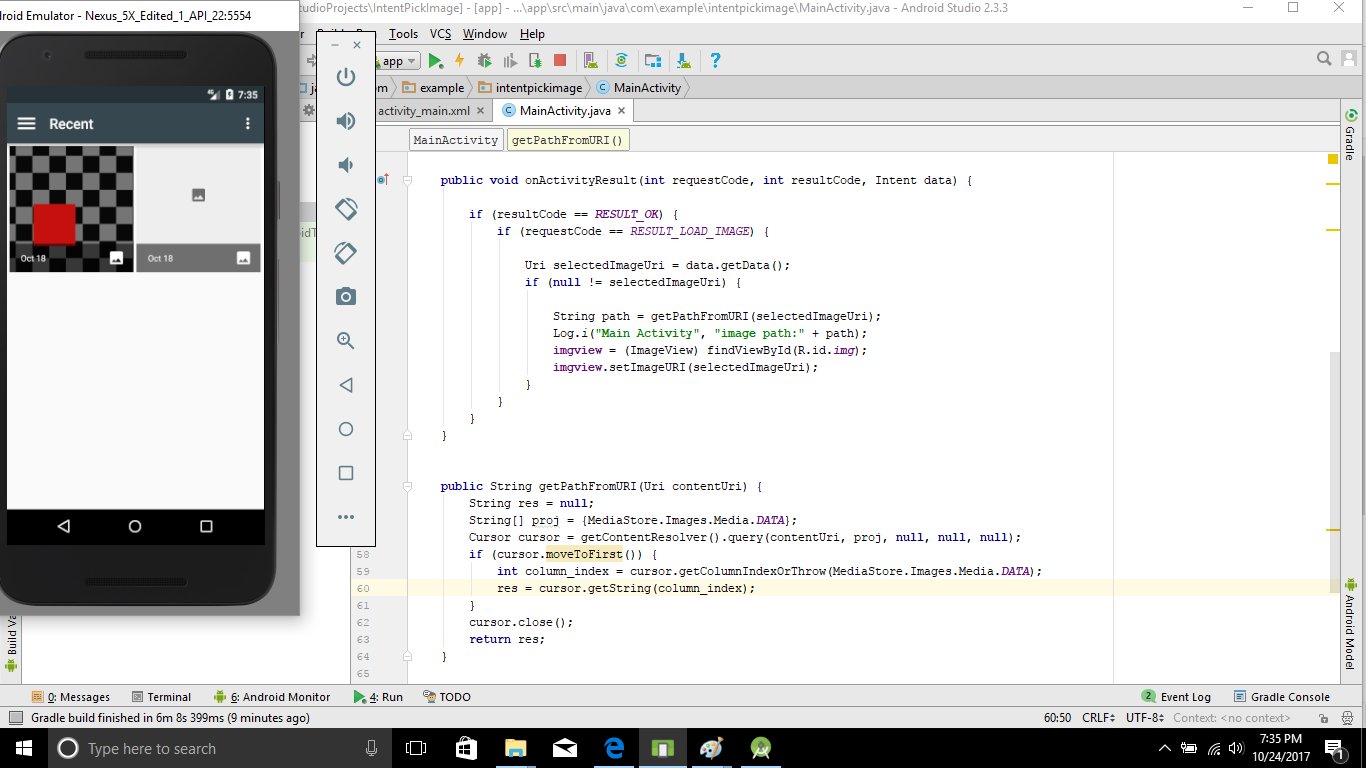 roid Emulator - Nexus_5X_Edited_1_API_22:5554
tudioProjects\IntentPickImage] - [app] - ...\app\src\main\java\com\example\intentpickimage\MainActivity.java - Android Studio 2.3.3
Tools VCS Window Help
app
example intentpickimage MainActivity
activity_main.xml MainActivity.java
MainActivity getPathFromURI()
7:35
Recent
Oct 18
Oct 18
public void onActivityResult(int requestCode, int resultCode, Intent data) {
if (resultCode == RESULT_OK) {
if (requestCode == RESULT_LOAD_IMAGE) {
Uri selectedImageUri = data.getData();
if (null != selectedImageUri) {
String path = getPathFromURI(selectedImageUri);
Log.i("Main Activity", "image path:" + path);
imgview = (ImageView) findViewById(R.id.img);
imgview.setImageURI(selectedImageUri);
}
}
}
}
public String getPathFromURI(Uri contentUri) {
String res = null;
String[] proj = {MediaStore.Images.Media.DATA};
Cursor cursor = getContentResolver().query(contentUri, proj, null, null, null);
58 if (cursor.moveToFirst()) {
59 int column_index = cursor.getColumnIndexOrThrow(MediaStore.Images.Media.DATA);
60 res = cursor.getString(column_index);
61 }
62 cursor.close();
63 return res;
64 }
65
Gradle
Android Model
Build Va
0: Messages Terminal 6: Android Monitor 4: Run TODO 2 Event Log Gradle Console
Gradle build finished in 6m 8s 399ms (9 minutes ago) 60:50 CRLF UTF-8 Context: <no context>
Type here to search
7:35 PM
10/24/2017
1